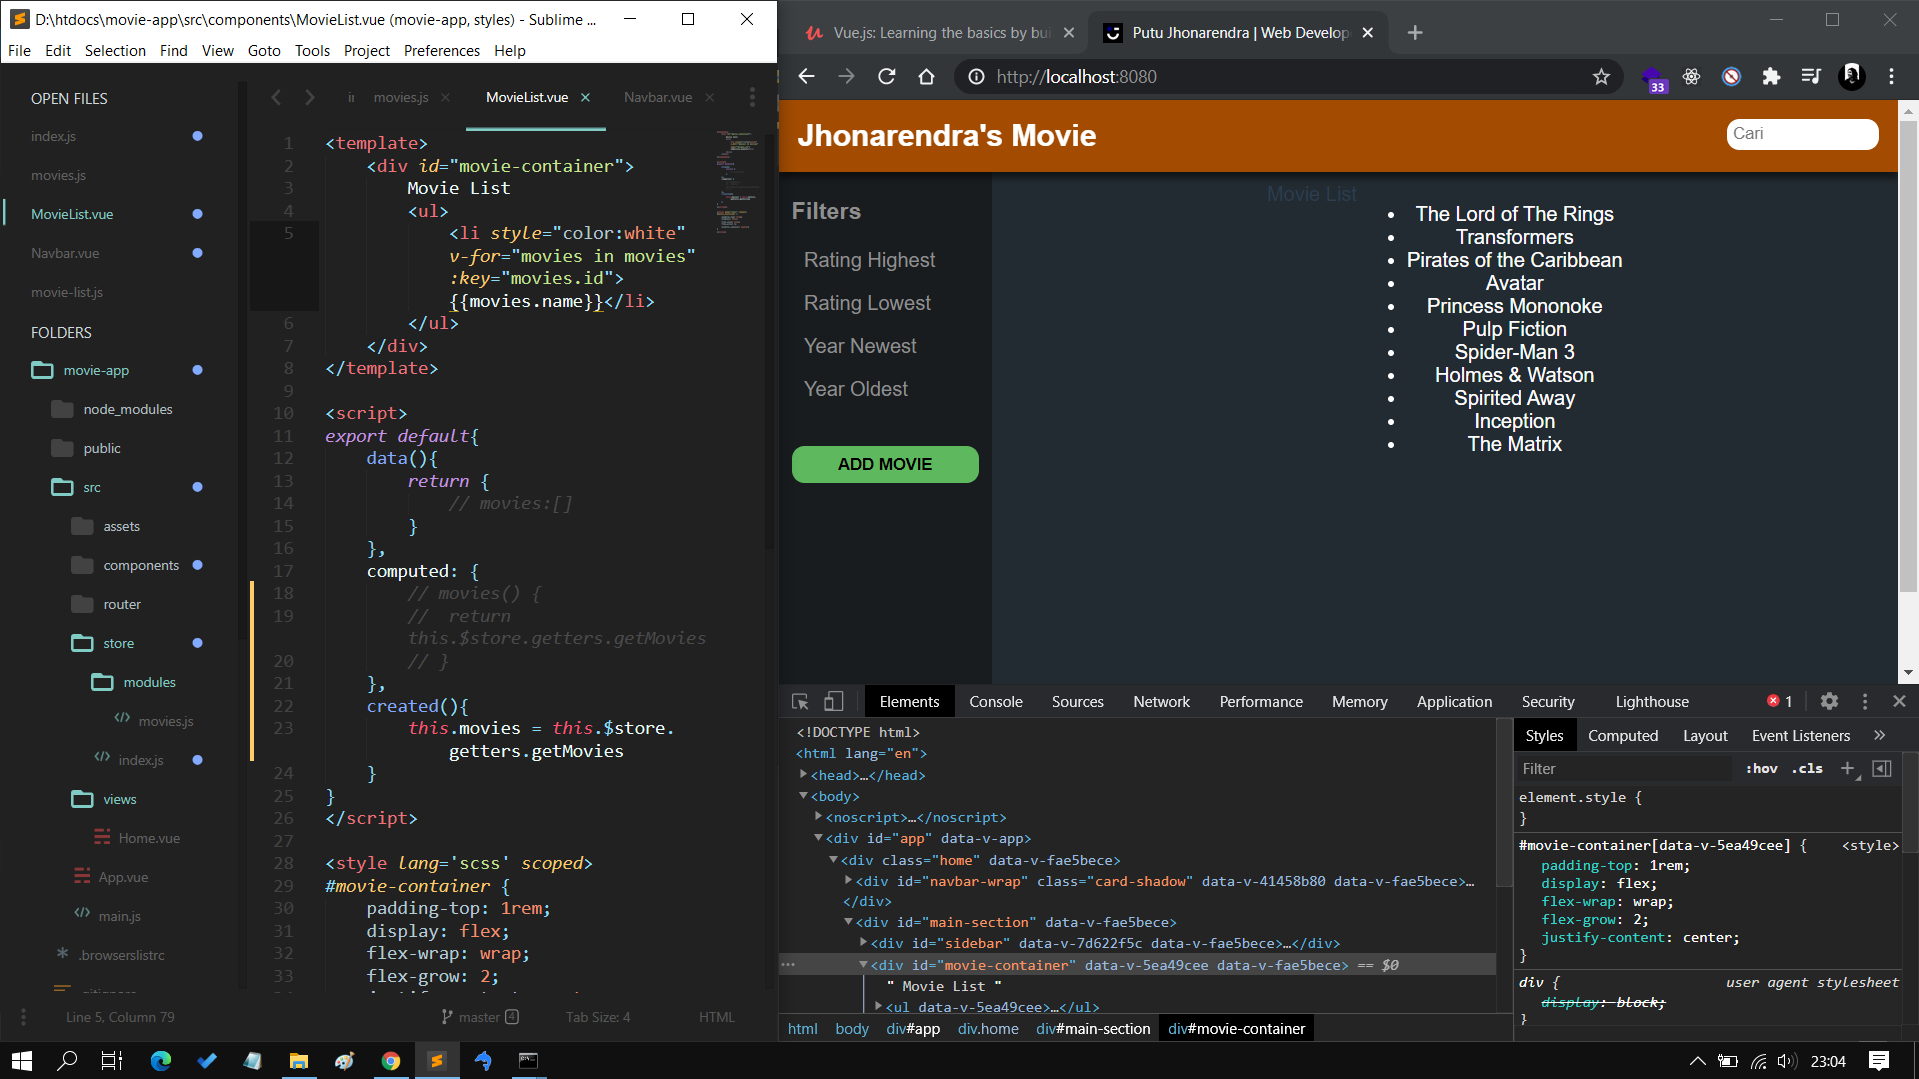 D:\htdocs\movie-app\src\components\MovieList.vue (movie-app, styles) - Sublime ...
File Edit Selection Find View Goto Tools Project Preferences Help
OPEN FILES
index.js
movies.js
MovieList.vue
Navbar.vue
movie-list.js
FOLDERS
movie-app
node_modules
public
src
assets
components
router
store
modules
movies.js
index.js
views
Home.vue
App.vue
main.js
.browserslistrc
movies.js MovieList.vue Navbar.vue
1 <template>
2 <div id="movie-container">
3 Movie List
4 <ul>
5 <li style="color:white"
v-for="movies in movies"
:key="movies.id">
{{movies.name}}</li>
6 </ul>
7 </div>
8 </template>
9
10 <script>
11 export default{
12 data(){
13 return {
14 // movies:[]
15 }
16 },
17 computed: {
18 // movies() {
19 // return
this.$store.getters.getMovies
20 // }
21 },
22 created(){
23 this.movies = this.$store.
getters.getMovies
24 }
25 }
26 </script>
27
28 <style lang='scss' scoped>
29 #movie-container {
30 padding-top: 1rem;
31 display: flex;
32 flex-wrap: wrap;
33 flex-grow: 2;
Line 5, Column 79 master 4 Tab Size: 4 HTML
Vue.js: Learning the basics by bui
Putu Jhonarendra | Web Develop
http://localhost:8080
33
Jhonarendra's Movie
Cari
Filters
Rating Highest
Rating Lowest
Year Newest
Year Oldest
ADD MOVIE
Movie List
• The Lord of The Rings
• Transformers
• Pirates of the Caribbean
• Avatar
• Princess Mononoke
• Pulp Fiction
• Spider-Man 3
• Holmes & Watson
• Spirited Away
• Inception
• The Matrix
Elements Console Sources Network Performance Memory Application Security Lighthouse 1
<!DOCTYPE html>
<html lang="en">
<head>…</head>
<body>
<noscript>…</noscript>
<div id="app" data-v-app>
<div class="home" data-v-fae5bece>
<div id="navbar-wrap" class="card-shadow" data-v-41458b80 data-v-fae5bece>…
</div>
<div id="main-section" data-v-fae5bece>
<div id="sidebar" data-v-7d622f5c data-v-fae5bece>…</div>
<div id="movie-container" data-v-5ea49cee data-v-fae5bece> == $0
" Movie List "
<ul data-v-5ea49cee>…</ul>
html body div#app div.home div#main-section div#movie-container
Styles Computed Layout Event Listeners »
Filter :hov .cls +
element.style {
}
#movie-container[data-v-5ea49cee] { <style>
padding-top: 1rem;
display: flex;
flex-wrap: wrap;
flex-grow: 2;
justify-content: center;
}
div { user agent stylesheet
display: block;
}
23:04